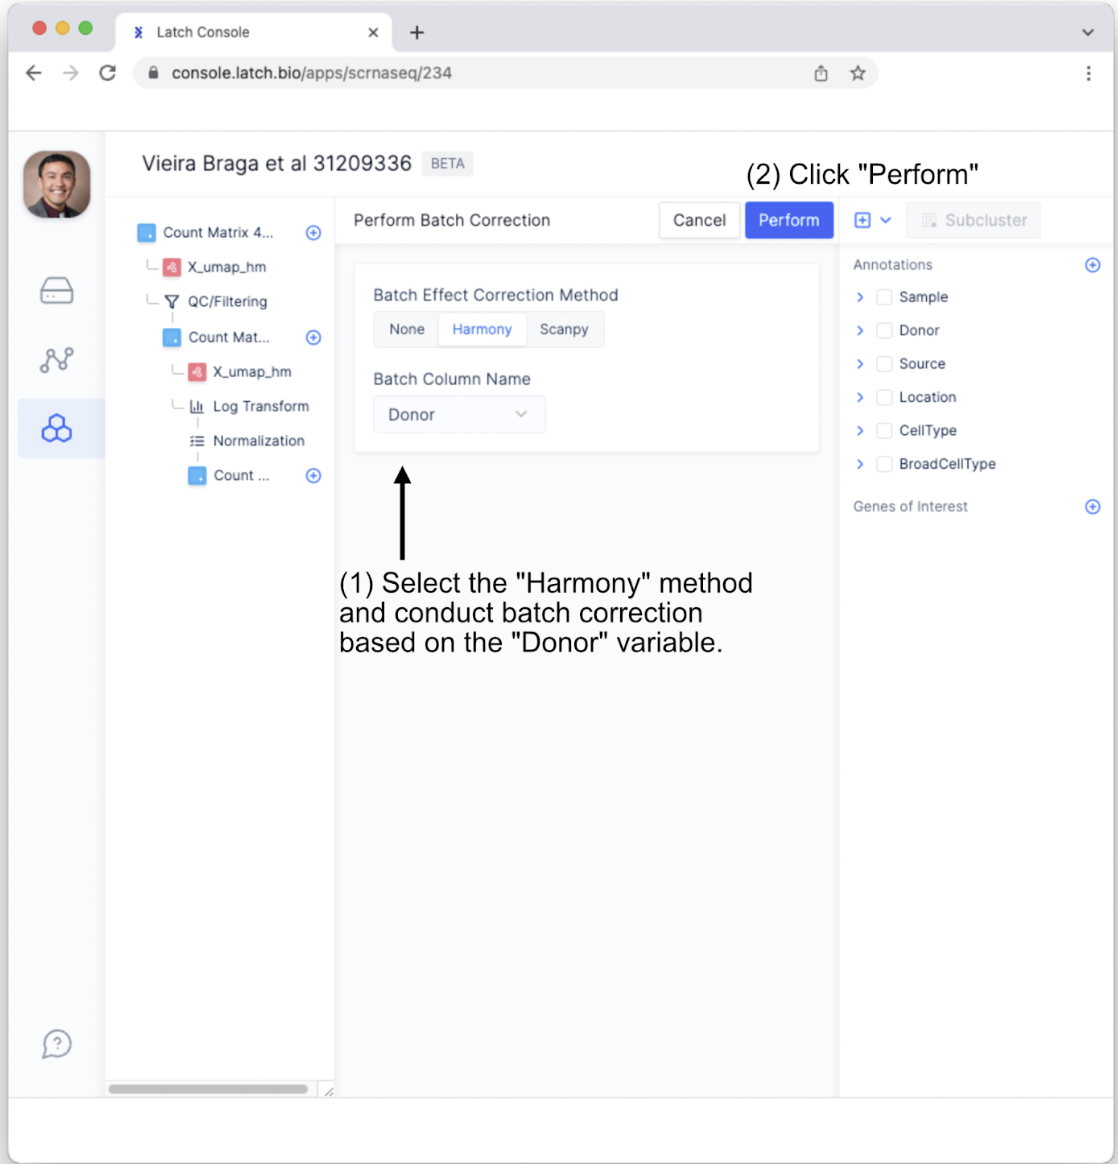 Latch Console
console.latch.bio/apps/scrnaseq/234
Vieira Braga et al 31209336 BETA
(2) Click "Perform"
Count Matrix 4...
X_umap_hm
QC/Filtering
Count Mat...
X_umap_hm
Log Transform
Normalization
Count ...
Perform Batch Correction
Cancel
Perform
Subcluster
Batch Effect Correction Method
None Harmony Scanpy
Batch Column Name
Donor
(1) Select the "Harmony" method
and conduct batch correction
based on the "Donor" variable.
Annotations
Sample
Donor
Source
Location
CellType
BroadCellType
Genes of Interest